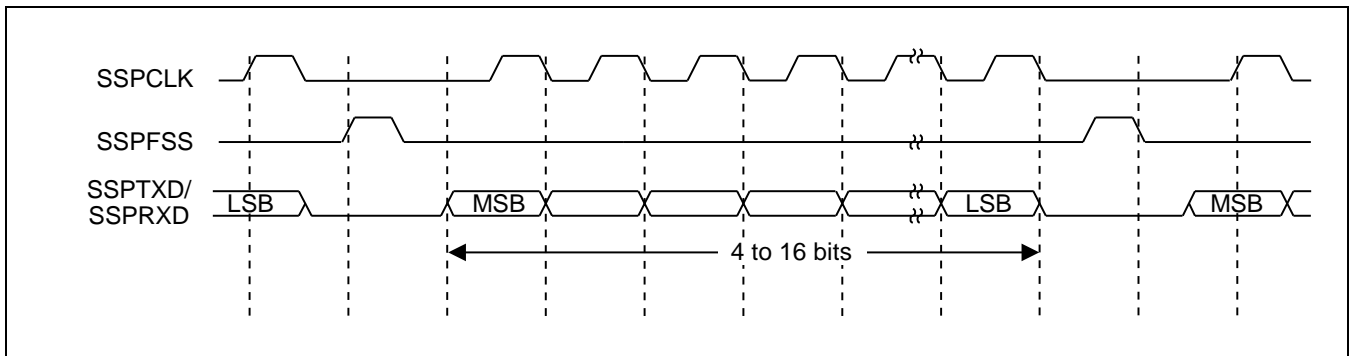 SSPCLK
SSPFSS
SSPTXD/
SSPRXD
LSB
MSB
LSB
MSB
4 to 16 bits